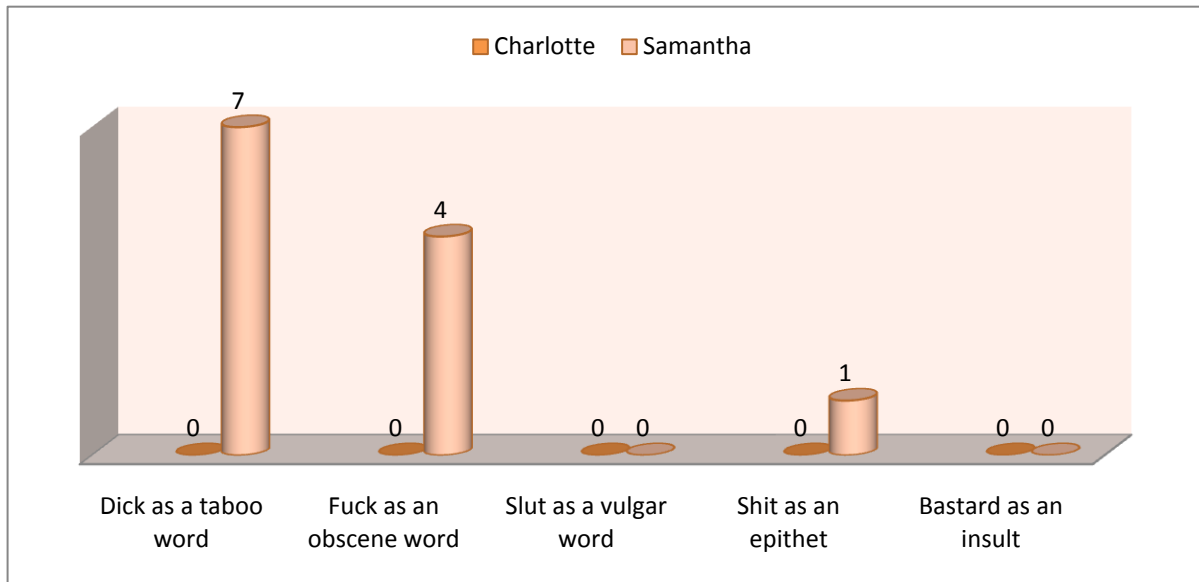 Charlotte Samantha
7
4
1
0 0 0 0 0 0 0
Dick as a taboo word
Fuck as an obscene word
Slut as a vulgar word
Shit as an epithet
Bastard as an insult